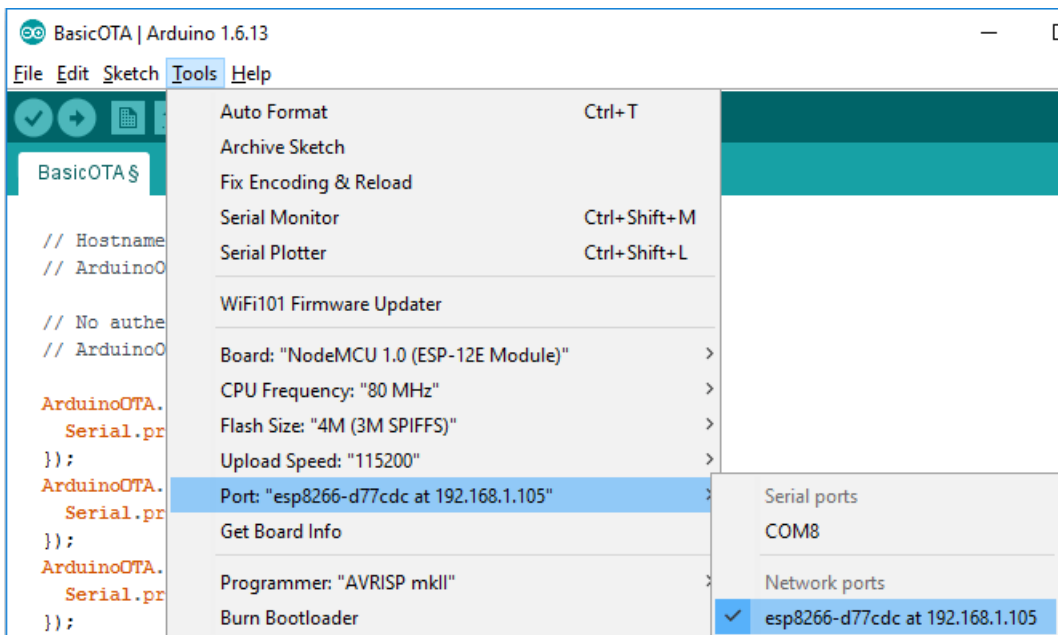 BasicOTA | Arduino 1.6.13
File Edit Sketch Tools Help
BasicOTA §
// Hostname
// ArduinoO
// No authe
// ArduinoO
ArduinoOTA.
Serial.pr
});
ArduinoOTA.
Serial.pr
});
ArduinoOTA.
Serial.pr
});
Auto Format Ctrl+T
Archive Sketch
Fix Encoding & Reload
Serial Monitor Ctrl+Shift+M
Serial Plotter Ctrl+Shift+L
WiFi101 Firmware Updater
Board: "NodeMCU 1.0 (ESP-12E Module)"
CPU Frequency: "80 MHz"
Flash Size: "4M (3M SPIFFS)"
Upload Speed: "115200"
Port: "esp8266-d77cdc at 192.168.1.105"
Get Board Info
Programmer: "AVRISP mkII"
Burn Bootloader
Serial ports
COM8
Network ports
esp8266-d77cdc at 192.168.1.105